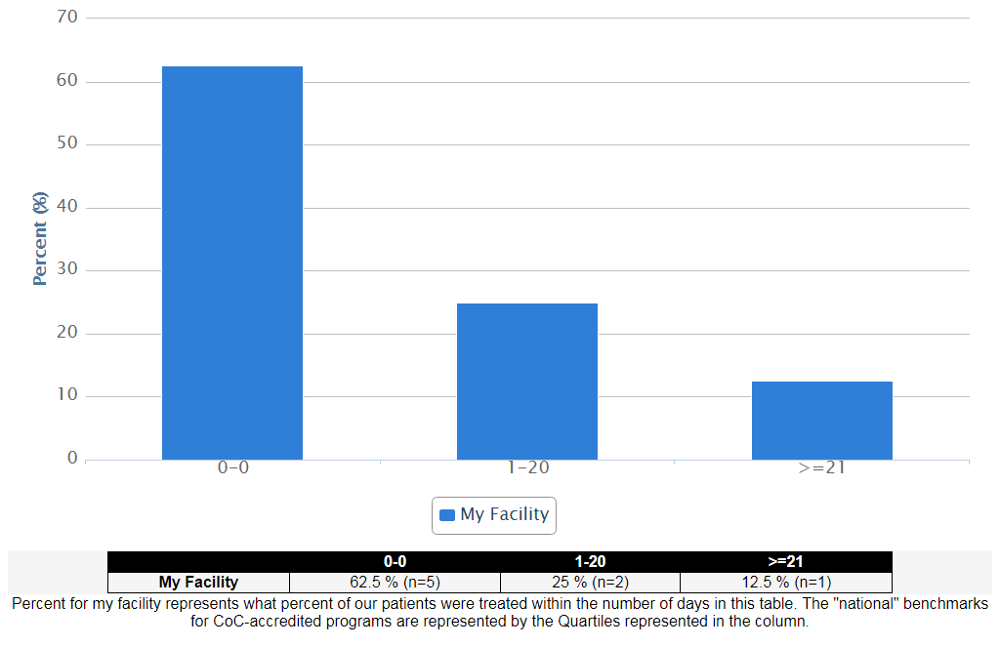 70
60
50
40
30
20
10
0
Percent (%)
0-0 1-20 >=21
My Facility
0-0 1-20 >=21
My Facility 62.5 % (n=5) 25 % (n=2) 12.5 % (n=1)
Percent for my facility represents what percent of our patients were treated within the number of days in this table. The "national" benchmarks
for CoC-accredited programs are represented by the Quartiles represented in the column.